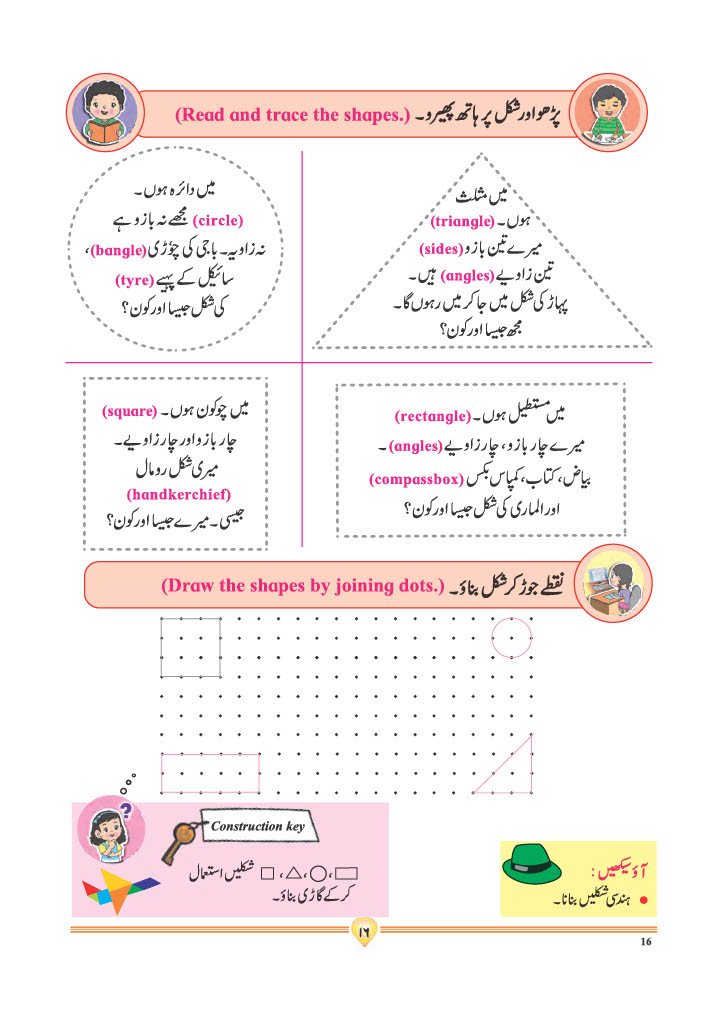 پڑھو اور شکل پر ہاتھ پھیرو۔ (Read and trace the shapes.)
میں مثلث
(triangle) ہوں۔
میرے تین بازو (sides)
تین زاویے (angles) ہیں۔
پہاڑ کی شکل میں جا کر میں رہوں گا۔
مجھ جیسا اور کون؟
میں دائرہ ہوں۔
(circle) مجھے نہ بازو ہے
نہ زاویہ۔ باجی کی چوڑی (bangle)،
سائیکل کے پہیے (tyre)
کی شکل جیسا اور کون؟
میں مستطیل ہوں۔ (rectangle)
میرے چار بازو، چار زاویے (angles)۔
بیاض، کتاب، کمپاس بکس (compassbox)
اور الماری کی شکل جیسا اور کون؟
میں چوکون ہوں۔ (square)
چار بازو اور چار زاویے۔
میری شکل رومال
(handkerchief)
جیسی۔ میرے جیسا اور کون؟
نقطے جوڑ کر شکل بناؤ۔ (Draw the shapes by joining dots.)
?
Construction key
□ ، △ ، ○ ، ▭ شکلیں استعمال
کر کے گاڑی بناؤ۔
آؤ سیکھیں:
• ہندسی شکلیں بنانا۔
۱۶
16